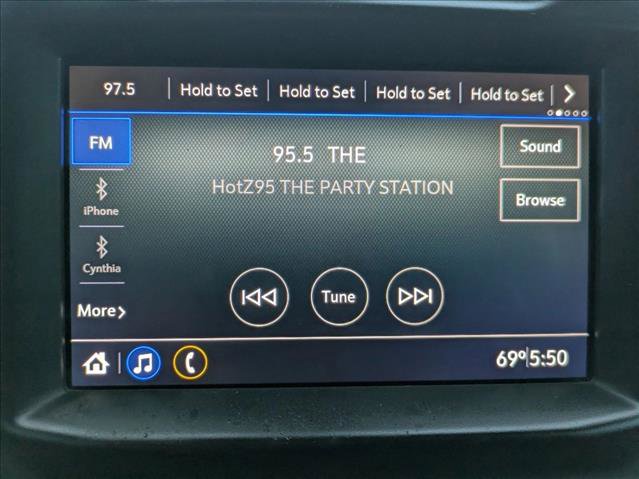 97.5 Hold to Set Hold to Set Hold to Set Hold to Set
FM
95.5 THE
HotZ95 THE PARTY STATION
Sound
Browse
iPhone
Cynthia
More
Tune
69° 5:50